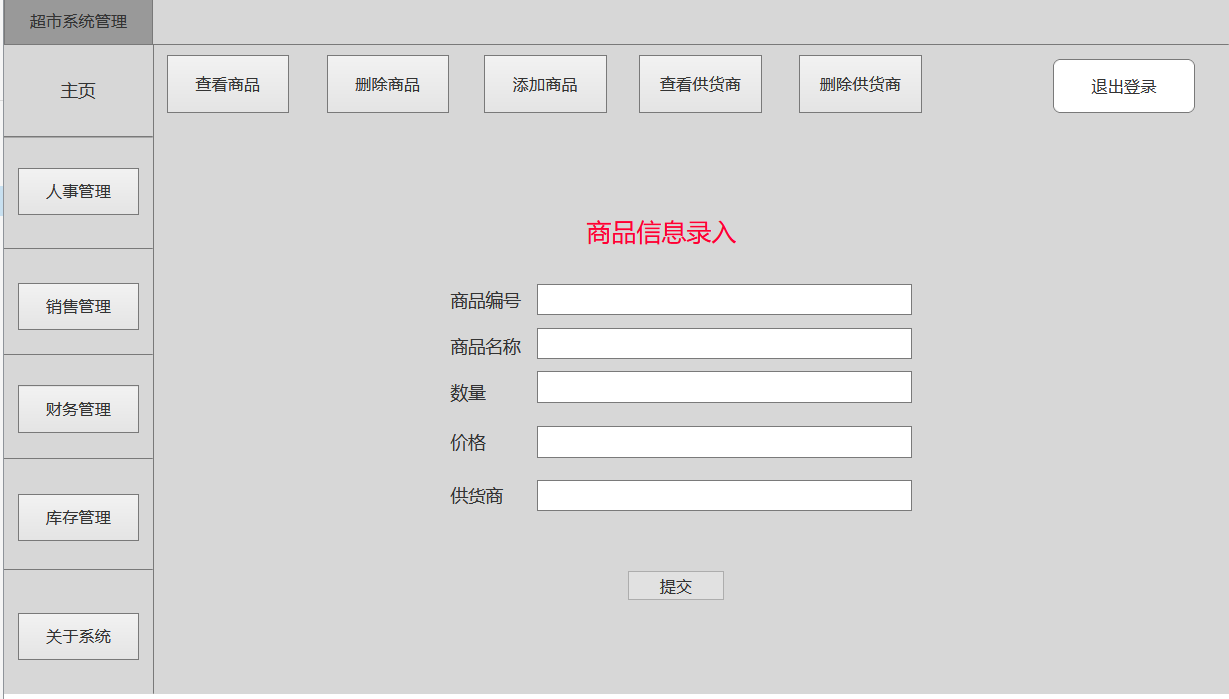 超市系统管理
主页
查看商品
删除商品
添加商品
查看供货商
删除供货商
退出登录
人事管理
销售管理
财务管理
库存管理
关于系统
商品信息录入
商品编号
商品名称
数量
价格
供货商
提交